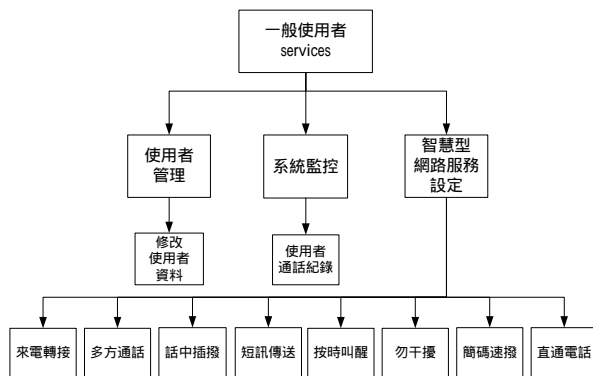 一般使用者
services
使用者
管理
系統監控
智慧型
網路服務
設定
修改
使用者
資料
使用者
通話紀錄
來電轉接
多方通話
話中插撥
短訊傳送
按時叫醒
勿干擾
簡碼速撥
直通電話